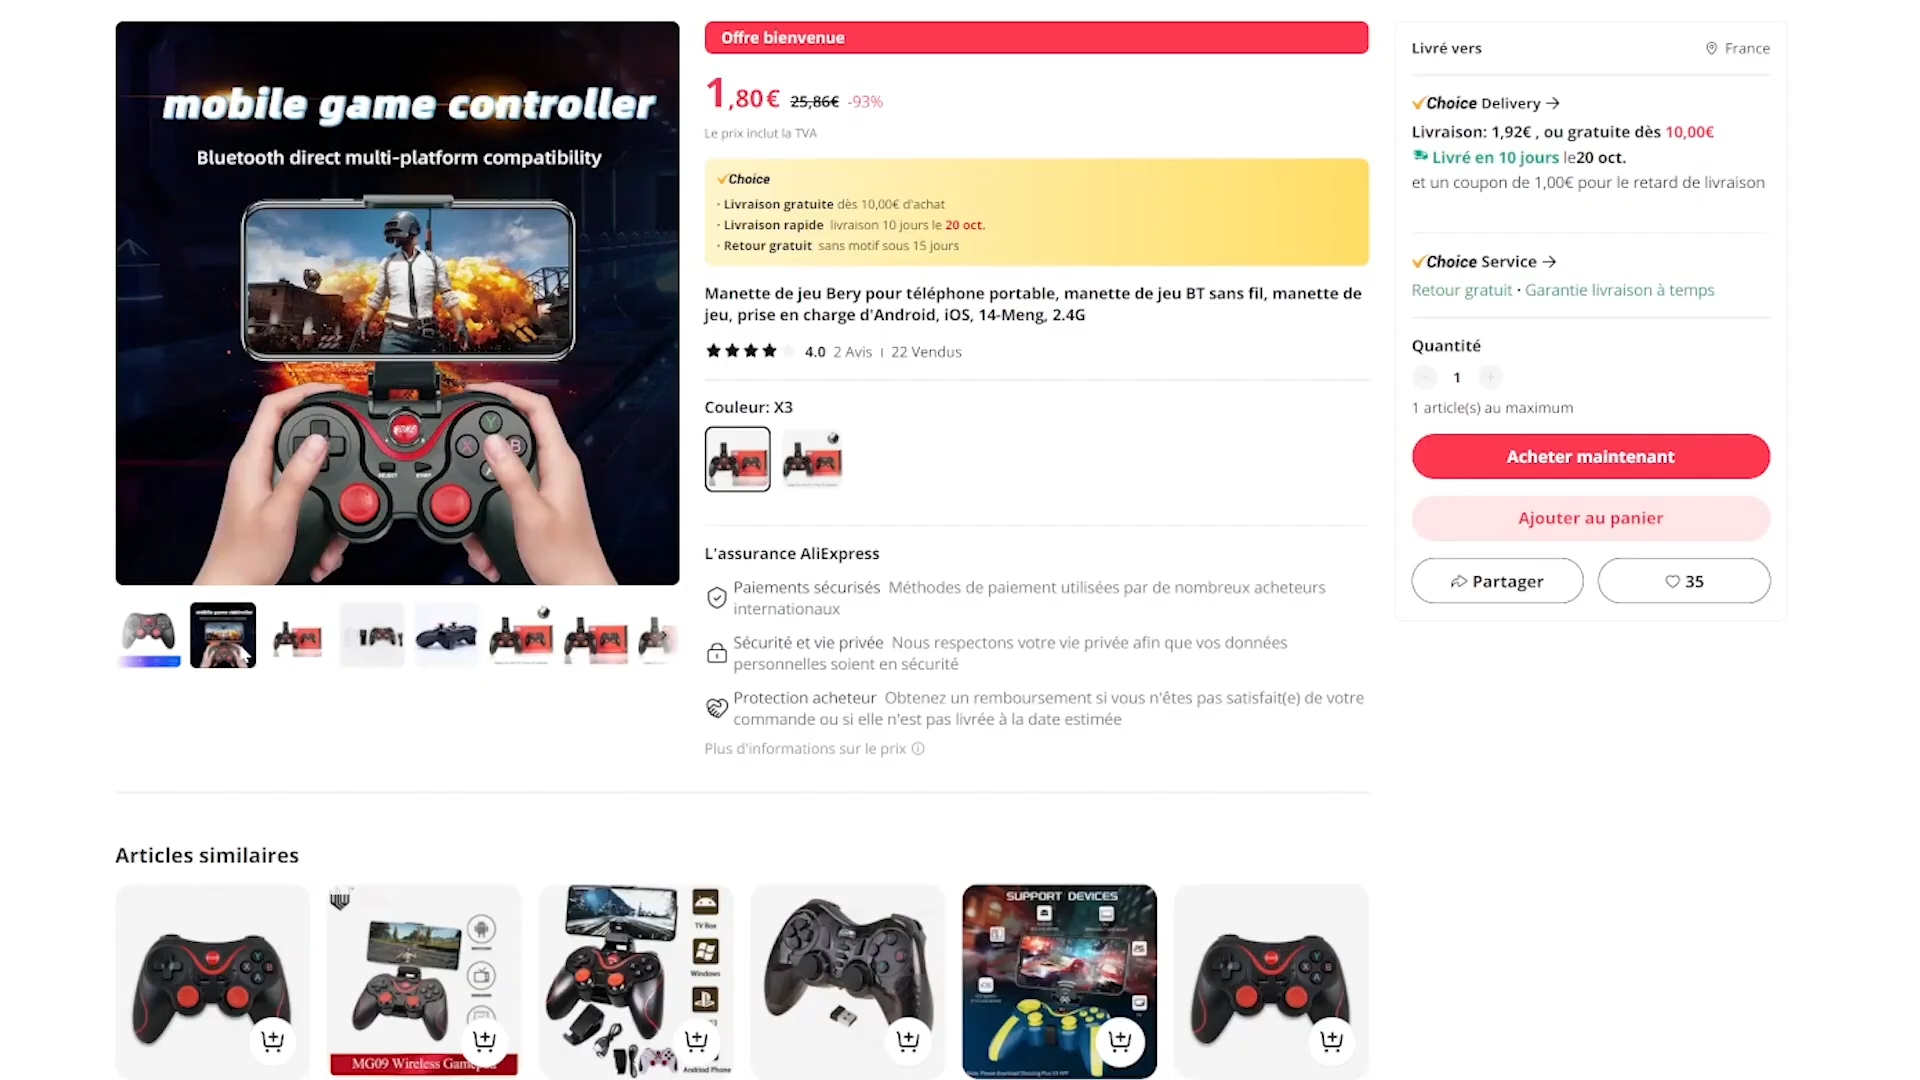 mobile game controller
Bluetooth direct multi-platform compatibility
HOME
Y
X
B
Offre bienvenue
1,80€ 25,86€ -93%
Le prix inclut la TVA
Choice
· Livraison gratuite dès 10,00€ d'achat
· Livraison rapide livraison 10 jours le 20 oct.
· Retour gratuit sans motif sous 15 jours
Manette de jeu Bery pour téléphone portable, manette de jeu BT sans fil, manette de
jeu, prise en charge d'Android, iOS, 14-Meng, 2.4G
4.0 2 Avis | 22 Vendus
Couleur: X3
L'assurance AliExpress
Paiements sécurisés Méthodes de paiement utilisées par de nombreux acheteurs
internationaux
Sécurité et vie privée Nous respectons votre vie privée afin que vos données
personnelles soient en sécurité
Protection acheteur Obtenez un remboursement si vous n'êtes pas satisfait(e) de votre
commande ou si elle n'est pas livrée à la date estimée
Plus d'informations sur le prix
Livré vers France
Choice Delivery →
Livraison: 1,92€ , ou gratuite dès 10,00€
Livré en 10 jours le20 oct.
et un coupon de 1,00€ pour le retard de livraison
Choice Service →
Retour gratuit · Garantie livraison à temps
Quantité
1
1 article(s) au maximum
Acheter maintenant
Ajouter au panier
Partager
35
Articles similaires
MG09 Wireless
TV Box
Windows
Android Phone
SUPPORT DEVICES